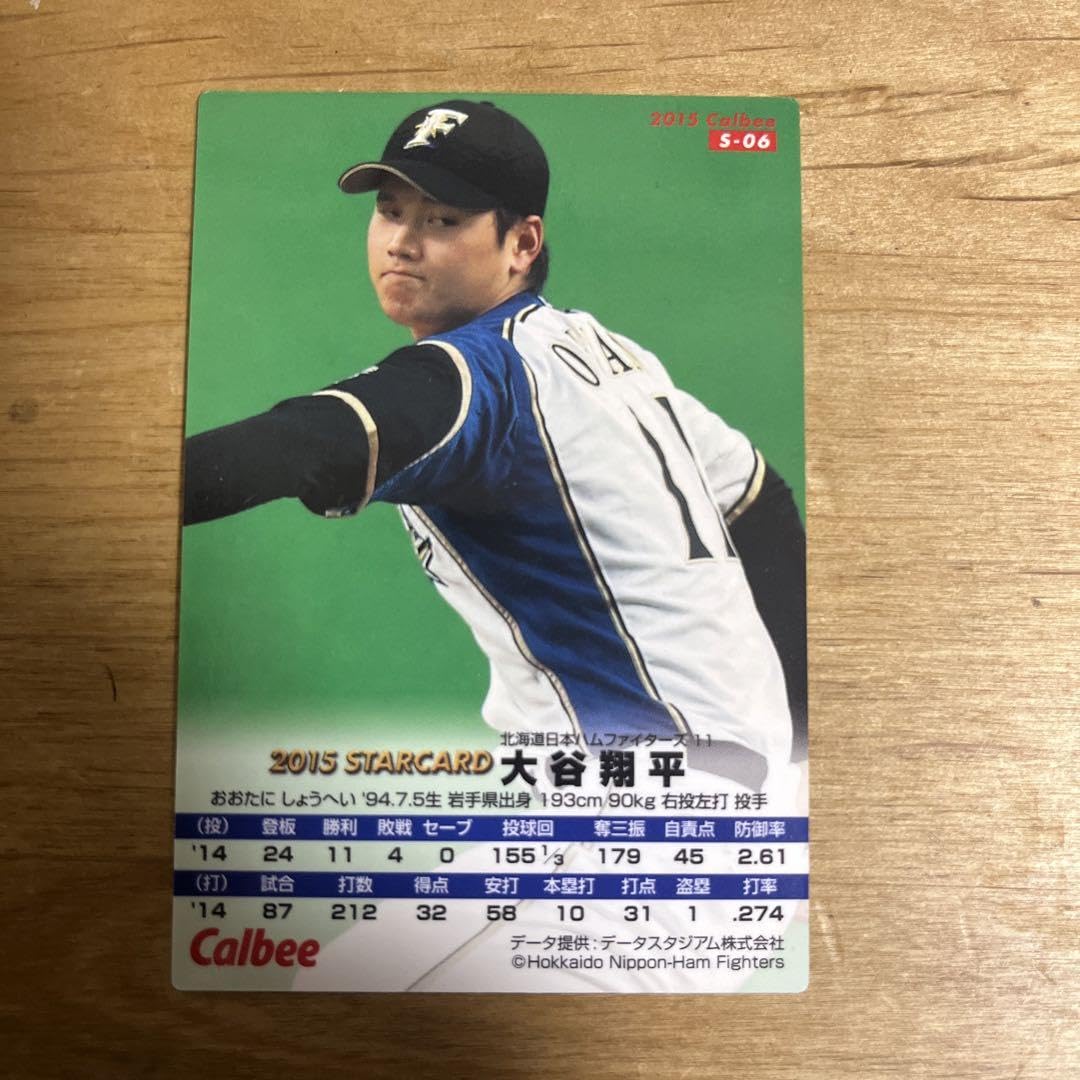 2015 Calbee
S-06
F
OTA
11
北海道日本ハムファイターズ 11
2015 STARCARD 大谷翔平
おおたに しょうへい '94.7.5生 岩手県出身 193cm 90kg 右投左打 投手
(投) 登板 勝利 敗戦 セーブ 投球回 奪三振 自責点 防御率
'14 24 11 4 0 155 1/3 179 45 2.61
(打) 試合 打数 得点 安打 本塁打 打点 盗塁 打率
'14 87 212 32 58 10 31 1 .274
Calbee
データ提供:データスタジアム株式会社
©Hokkaido Nippon-Ham Fighters